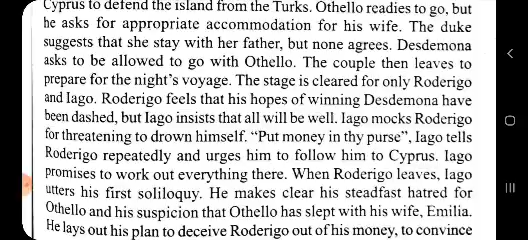 Cyprus to defend the island from the Turks. Othello readies to go, but
he asks for appropriate accommodation for his wife. The duke
suggests that she stay with her father, but none agrees. Desdemona
asks to be allowed to go with Othello. The couple then leaves to
prepare for the night's voyage. The stage is cleared for only Roderigo
and Iago. Roderigo feels that his hopes of winning Desdemona have
been dashed, but Iago insists that all will be well. Iago mocks Roderigo
for threatening to drown himself. "Put money in thy purse", Iago tells
Roderigo repeatedly and urges him to follow him to Cyprus. Iago
promises to work out everything there. When Roderigo leaves, Iago
utters his first soliloquy. He makes clear his steadfast hatred for
Othello and his suspicion that Othello has slept with his wife, Emilia.
He lays out his plan to deceive Roderigo out of his money, to convince